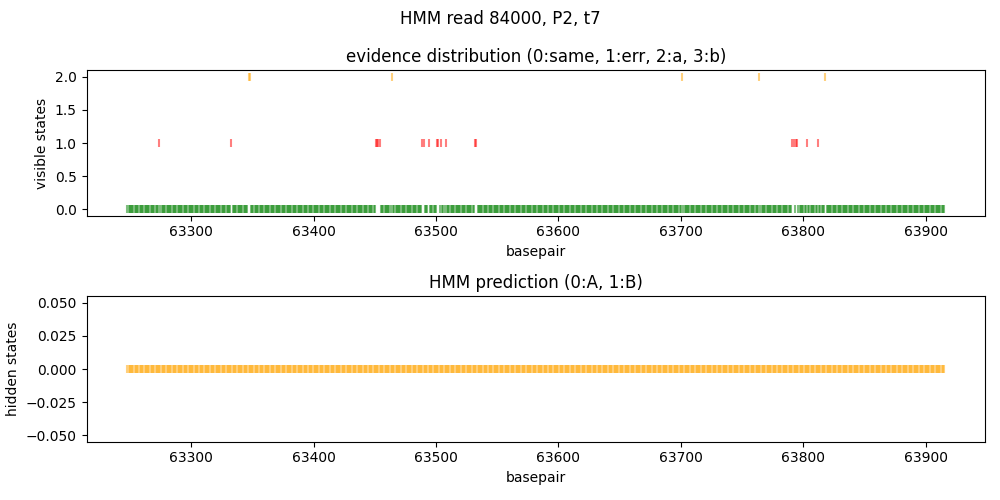 HMM read 84000, P2, t7
evidence distribution (0:same, 1:err, 2:a, 3:b)
visible states
2.0
1.5
1.0
0.5
0.0
63300 63400 63500 63600 63700 63800 63900
basepair
HMM prediction (0:A, 1:B)
hidden states
0.050
0.025
0.000
−0.025
−0.050
63300 63400 63500 63600 63700 63800 63900
basepair